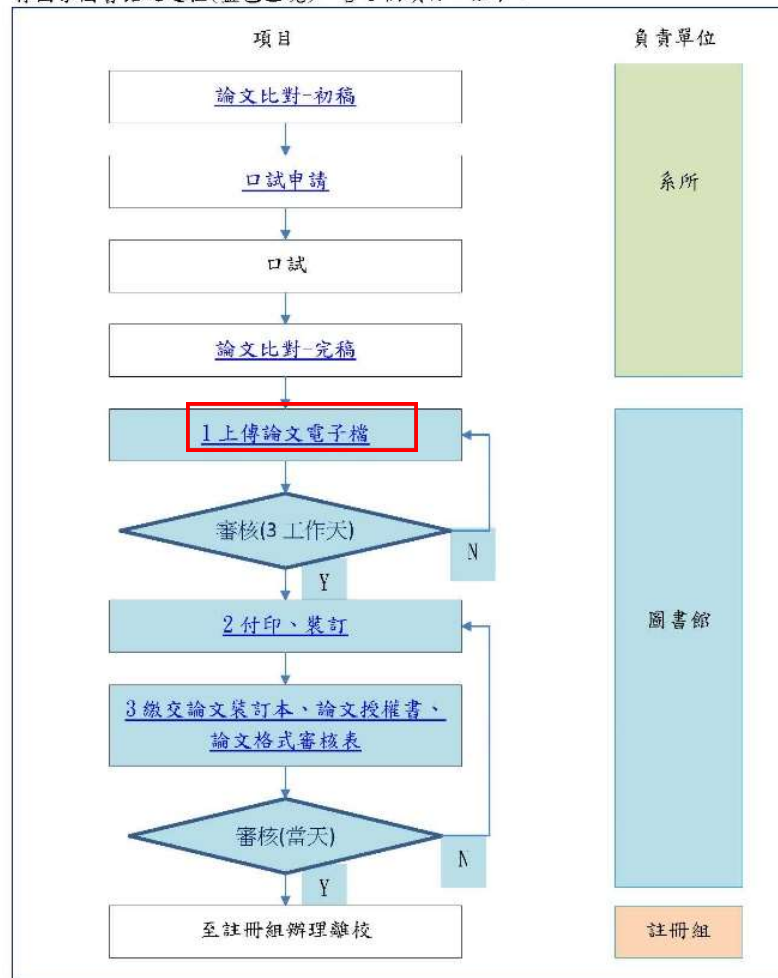 項目
負責單位
論文比對-初稿
口試申請
系所
口試
論文比對-完稿
1上傳論文電子檔
審核(3 工作天)
N
Y
2付印、裝訂
圖書館
3繳交論文裝訂本、論文授權書、
論文格式審核表
審核(當天)
N
Y
至註冊組辦理離校
註冊組